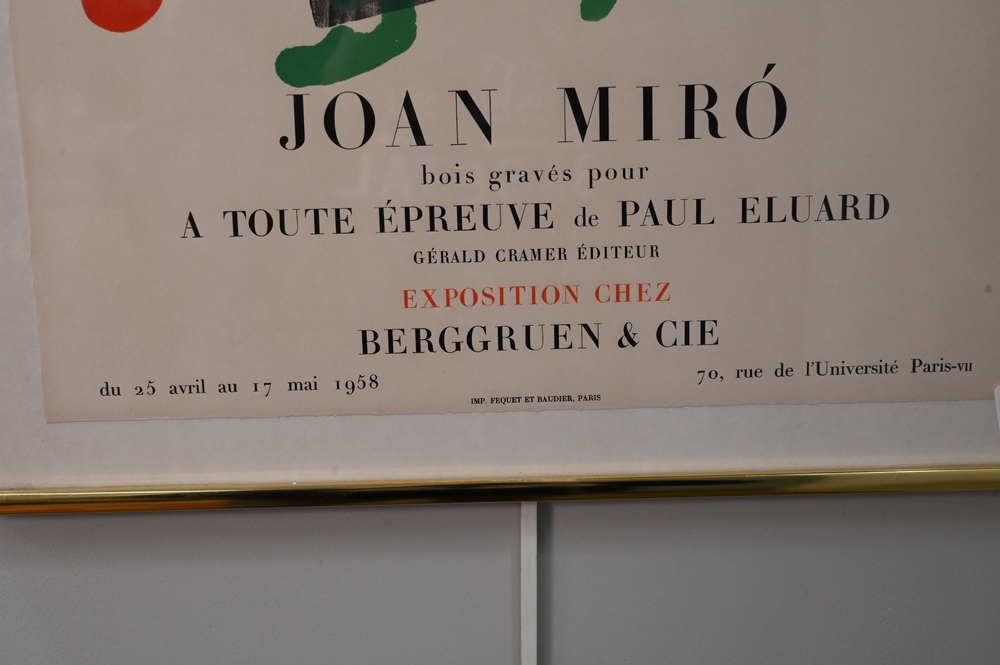 JOAN MIRÓ
bois gravés pour
A TOUTE ÉPREUVE de PAUL ELUARD
GÉRALD CRAMER ÉDITEUR
EXPOSITION CHEZ
BERGGRUEN & CIE
du 25 avril au 17 mai 1958
70, rue de l'Université Paris-VII
IMP. FEQUET ET BAUDIER, PARIS